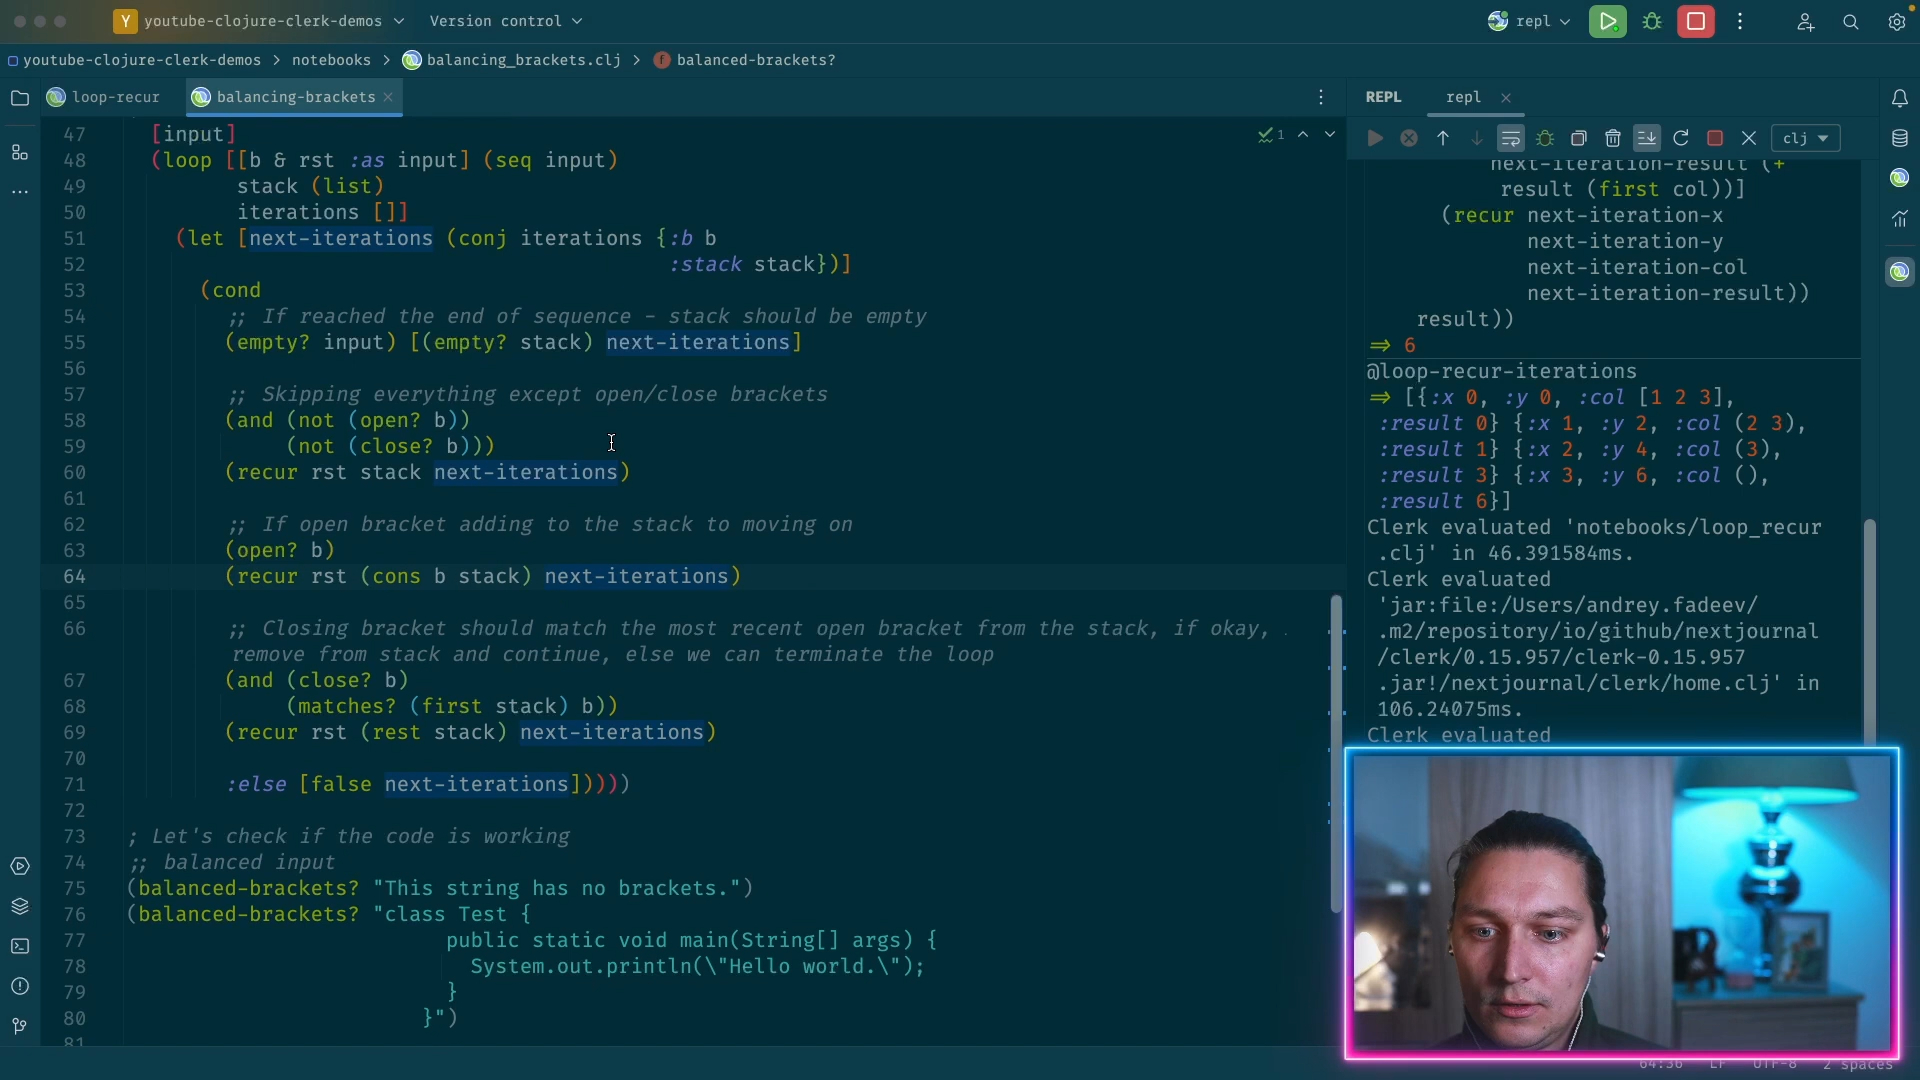 Y youtube-clojure-clerk-demos Version control repl
youtube-clojure-clerk-demos > notebooks > balancing_brackets.clj > f balanced-brackets?
loop-recur balancing-brackets
47 [input]
48 (loop [[b & rst :as input] (seq input)
49 stack (list)
50 iterations []]
51 (let [next-iterations (conj iterations {:b b
52 :stack stack})]
53 (cond
54 ;; If reached the end of sequence - stack should be empty
55 (empty? input) [(empty? stack) next-iterations]
56
57 ;; Skipping everything except open/close brackets
58 (and (not (open? b))
59 (not (close? b)))
60 (recur rst stack next-iterations)
61
62 ;; If open bracket adding to the stack to moving on
63 (open? b)
64 (recur rst (cons b stack) next-iterations)
65
66 ;; Closing bracket should match the most recent open bracket from the stack, if okay,
remove from stack and continue, else we can terminate the loop
67 (and (close? b)
68 (matches? (first stack) b))
69 (recur rst (rest stack) next-iterations)
70
71 :else [false next-iterations]))))
72
73 ; Let's check if the code is working
74 ;; balanced input
75 (balanced-brackets? "This string has no brackets.")
76 (balanced-brackets? "class Test {
77 public static void main(String[] args) {
78 System.out.println(\"Hello world.\");
79 }
80 }")
81
1
REPL repl
clj
next-iteration-result (+
result (first col))]
(recur next-iteration-x
next-iteration-y
next-iteration-col
next-iteration-result))
result))
=> 6
@loop-recur-iterations
=> [{:x 0, :y 0, :col [1 2 3],
:result 0} {:x 1, :y 2, :col (2 3),
:result 1} {:x 2, :y 4, :col (3),
:result 3} {:x 3, :y 6, :col (),
:result 6}]
Clerk evaluated 'notebooks/loop_recur
.clj' in 46.391584ms.
Clerk evaluated
'jar:file:/Users/andrey.fadeev/
.m2/repository/io/github/nextjournal
/clerk/0.15.957/clerk-0.15.957
.jar!/nextjournal/clerk/home.clj' in
106.24075ms.
Clerk evaluated
64:36 LF UTF-8 2 spaces